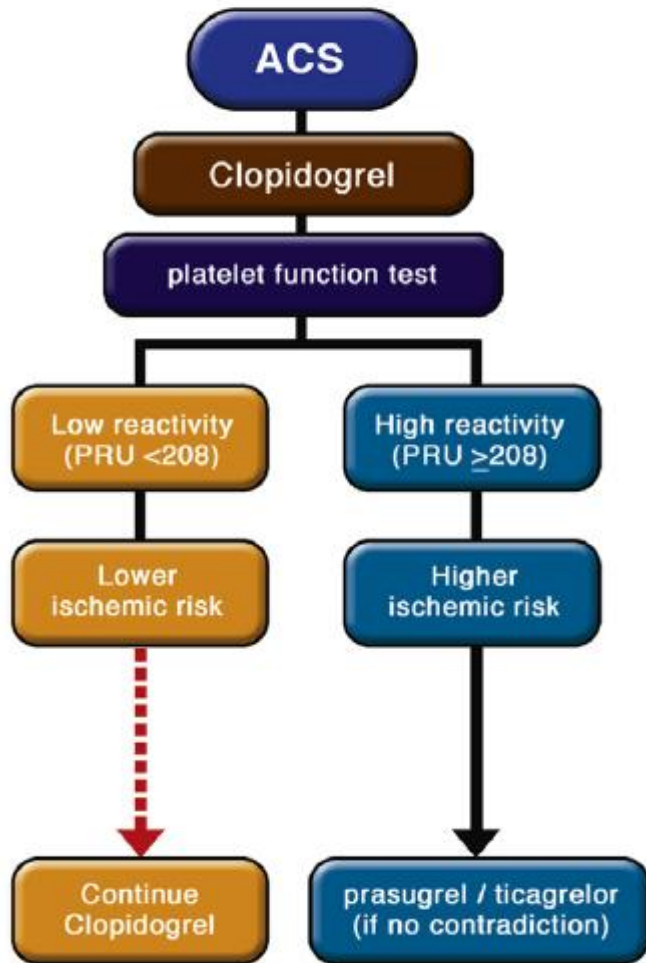 ACS
Clopidogrel
platelet function test
Low reactivity
(PRU <208)
High reactivity
(PRU ≥208)
Lower
ischemic risk
Higher
ischemic risk
Continue
Clopidogrel
prasugrel / ticagrelor
(if no contradiction)